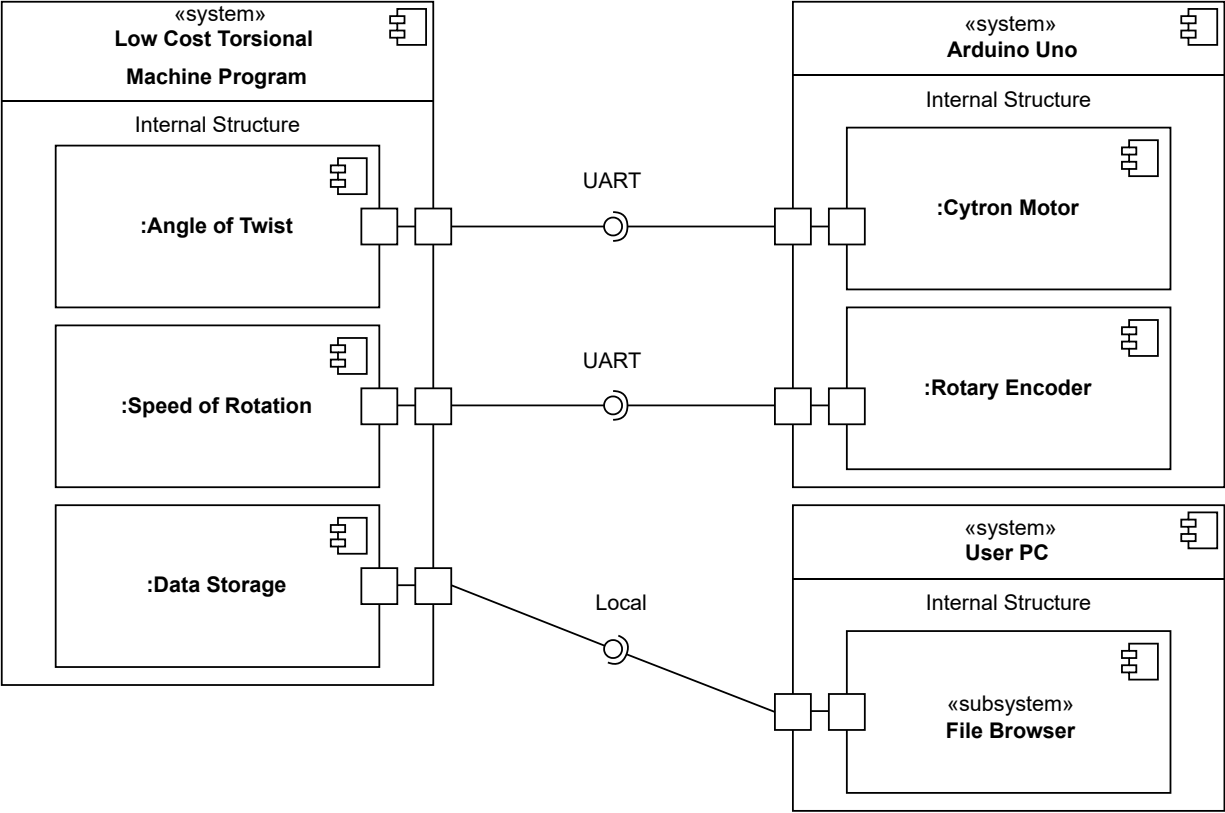 «system»
Low Cost Torsional
Machine Program
Internal Structure
:Angle of Twist
:Speed of Rotation
:Data Storage
UART
UART
Local
«system»
Arduino Uno
Internal Structure
:Cytron Motor
:Rotary Encoder
«system»
User PC
Internal Structure
«subsystem»
File Browser